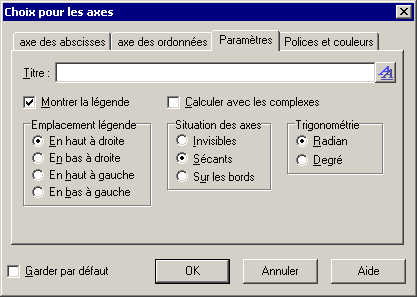 Choix pour les axes
axe des abscisses axe des ordonnées Paramètres Polices et couleurs
Titre :
Montrer la légende Calculer avec les complexes
Emplacement légende Situation des axes Trigonométrie
En haut à droite Invisibles Radian
En bas à droite Sécants Degré
En haut à gauche Sur les bords
En bas à gauche
Garder par défaut OK Annuler Aide